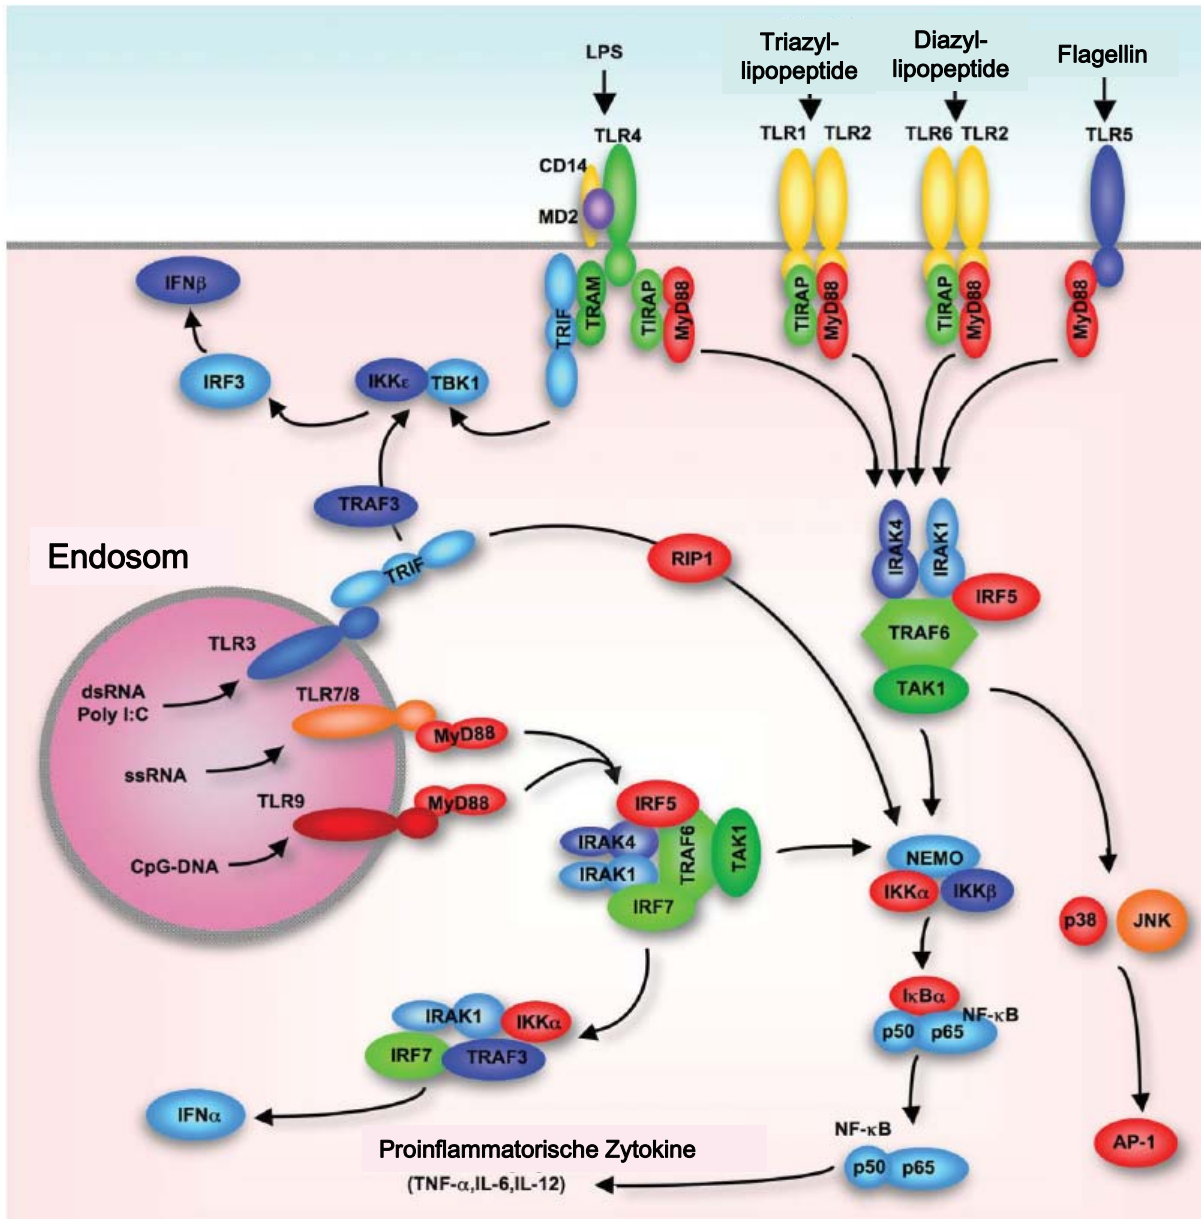 LPS
Triazyl-
lipopeptide
Diazyl-
lipopeptide
Flagellin
TLR4
TLR1 TLR2
TLR6 TLR2
TLR5
CD14
MD2
TRIF
TRAM
TIRAP
MyD88
TIRAP
MyD88
TIRAP
MyD88
MyD88
IFNβ
IRF3
IKKε
TBK1
TRAF3
Endosom
TRIF
RIP1
IRAK4
IRAK1
IRF5
TRAF6
TAK1
TLR3
dsRNA
Poly I:C
TLR7/8
MyD88
ssRNA
TLR9
MyD88
CpG-DNA
IRF5
IRAK4
IRAK1
TRAF6
TAK1
IRF7
NEMO
IKKα
IKKβ
p38
JNK
IκBα
NF-κB
p50 p65
IRAK1
IKKα
IRF7
TRAF3
IFNα
AP-1
NF-κB
p50 p65
Proinflammatorische Zytokine
(TNF-α,IL-6,IL-12)